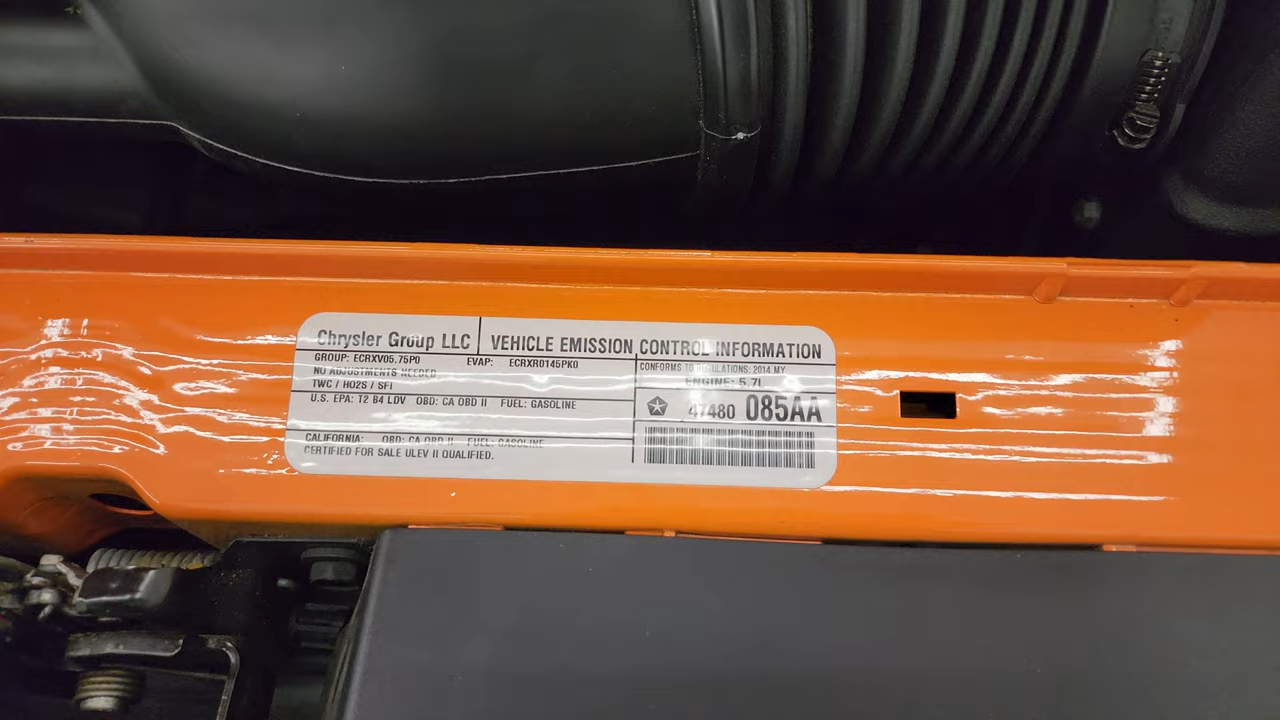 Chrysler Group LLC
VEHICLE EMISSION CONTROL INFORMATION
GROUP: ECRXV05.75P0 EVAP: ECRXR0145PK0
NO ADJUSTMENTS NEEDED
TWC / HO2S / SFI
U.S. EPA: T2 B4 LDV OBD: CA OBD II FUEL: GASOLINE
CALIFORNIA: OBD: CA OBD II FUEL: GASOLINE
CERTIFIED FOR SALE ULEV II QUALIFIED.
CONFORMS TO REGULATIONS: 2014 MY
ENGINE: 5.7L
47480 085AA